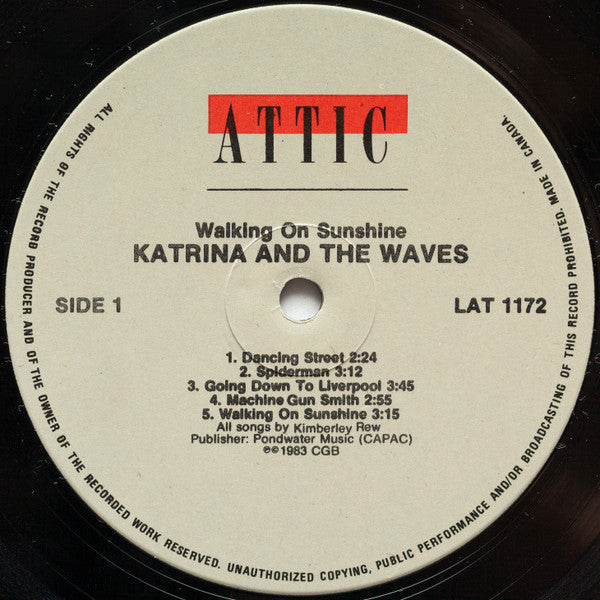 ATTIC
Walking On Sunshine
KATRINA AND THE WAVES
SIDE 1
LAT 1172
1. Dancing Street 2:24
2. Spiderman 3:12
3. Going Down To Liverpool 3:45
4. Machine Gun Smith 2:55
5. Walking On Sunshine 3:15
All songs by Kimberley Rew
Publisher: Pondwater Music (CAPAC)
℗©1983 CGB
ALL RIGHTS OF THE RECORD PRODUCER AND OF THE OWNER OF THE RECORDED WORK RESERVED. UNAUTHORIZED COPYING, PUBLIC PERFORMANCE AND/OR BROADCASTING OF THIS RECORD PROHIBITED. MADE IN CANADA.